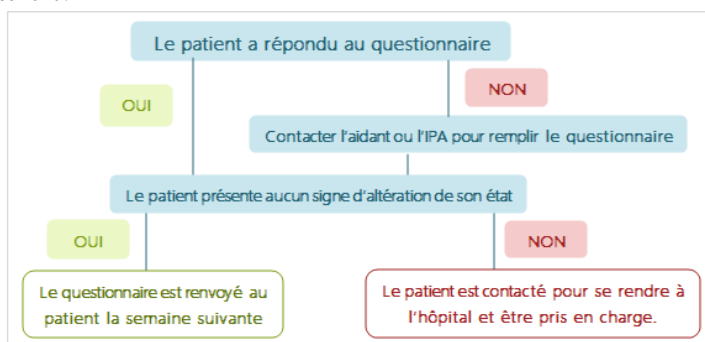 Le patient a répondu au questionnaire
OUI
NON
Contacter l'aidant ou l'IPA pour remplir le questionnaire
Le patient présente aucun signe d'altération de son état
OUI
NON
Le questionnaire est renvoyé au
patient la semaine suivante
Le patient est contacté pour se rendre à
l'hôpital et être pris en charge.